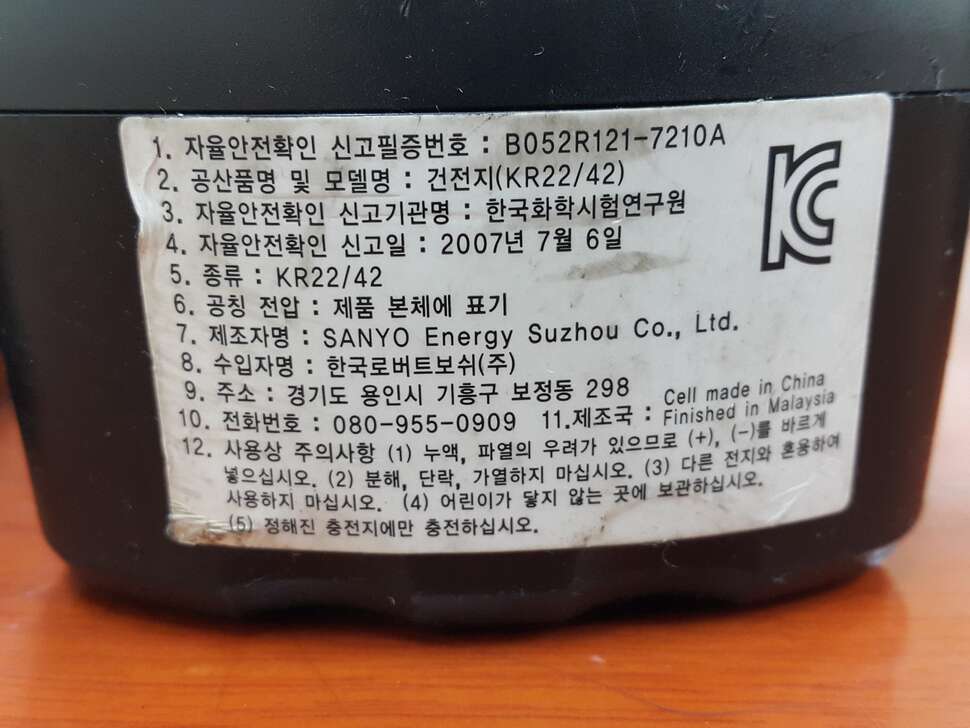 1. 자율안전확인 신고필증번호 : B052R121-7210A
2. 공산품명 및 모델명 : 건전지(KR22/42)
3. 자율안전확인 신고기관명 : 한국화학시험연구원
4. 자율안전확인 신고일 : 2007년 7월 6일
5. 종류 : KR22/42
6. 공칭 전압 : 제품 본체에 표기
7. 제조자명 : SANYO Energy Suzhou Co., Ltd.
8. 수입자명 : 한국로버트보쉬(주)
9. 주소 : 경기도 용인시 기흥구 보정동 298
10. 전화번호 : 080-955-0909 11.제조국 : Cell made in China
Finished in Malaysia
12. 사용상 주의사항 (1) 누액, 파열의 우려가 있으므로 (+), (-)를 바르게
넣으십시오. (2) 분해, 단락, 가열하지 마십시오. (3) 다른 전지와 혼용하여
사용하지 마십시오. (4) 어린이가 닿지 않는 곳에 보관하십시오.
(5) 정해진 충전지에만 충전하십시오.
KC